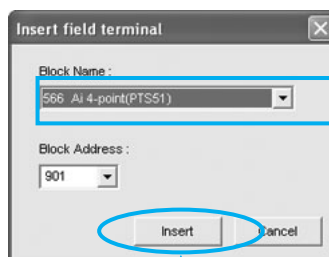 Insert field terminal
Block Name :
566 Ai 4-point(PTS51)
Block Address :
901
Insert Cancel